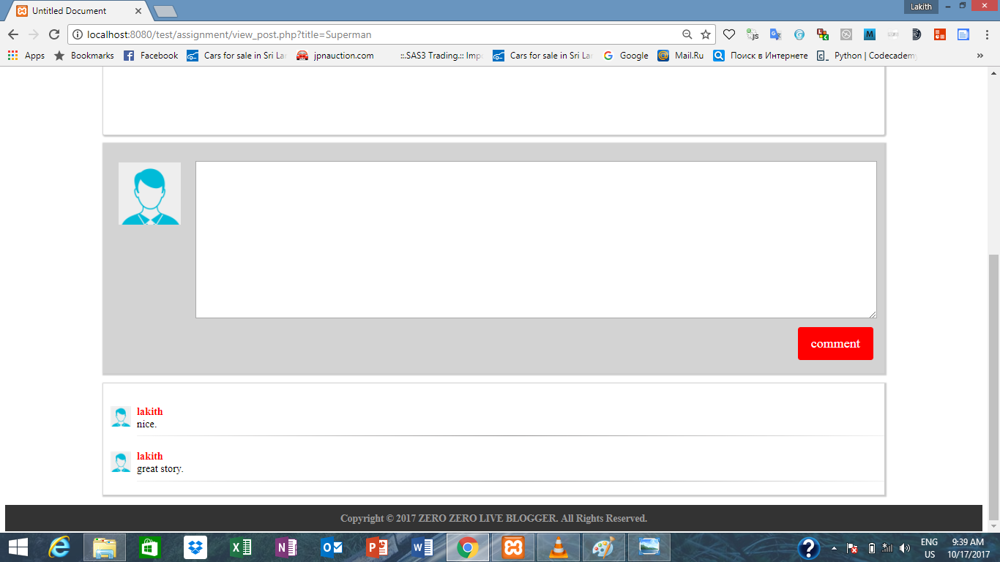 Untitled Document
Lakith
localhost:8080/test/assignment/view_post.php?title=Superman
Apps Bookmarks Facebook Cars for sale in Sri La jpnauction.com ::.SAS3 Trading.:: Imp Cars for sale in Sri La Google Mail.Ru Поиск в Интернете Python | Codecademy »
comment
lakith
nice.
lakith
great story.
Copyright © 2017 ZERO ZERO LIVE BLOGGER. All Rights Reserved.
ENG 9:39 AM
US 10/17/2017